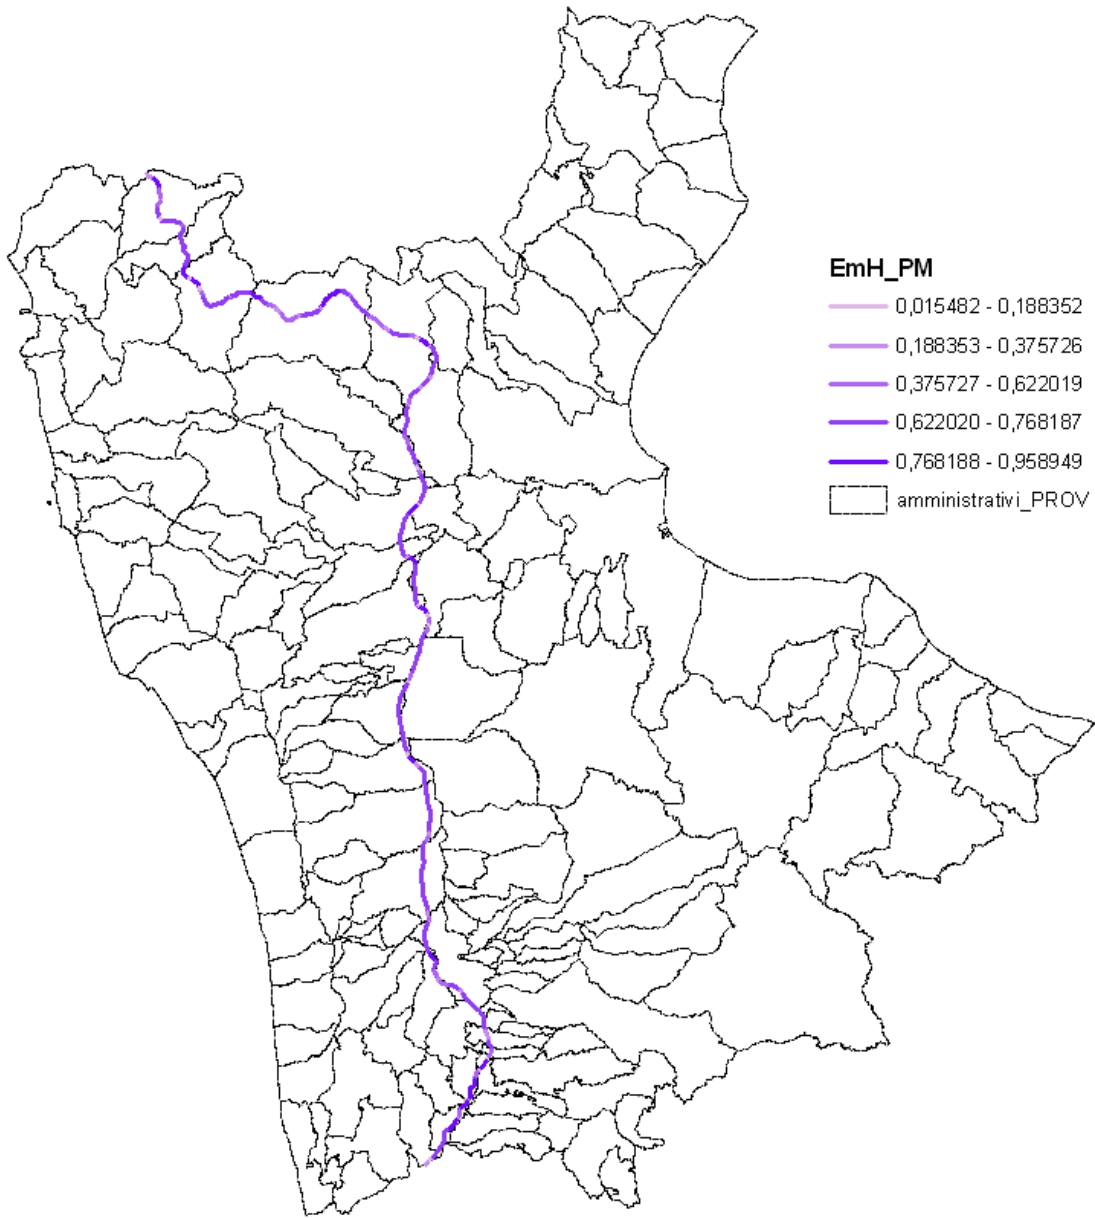 EmH_PM
0,015482 - 0,188352
0,188353 - 0,375726
0,375727 - 0,622019
0,622020 - 0,768187
0,768188 - 0,958949
amministrativi_PROV